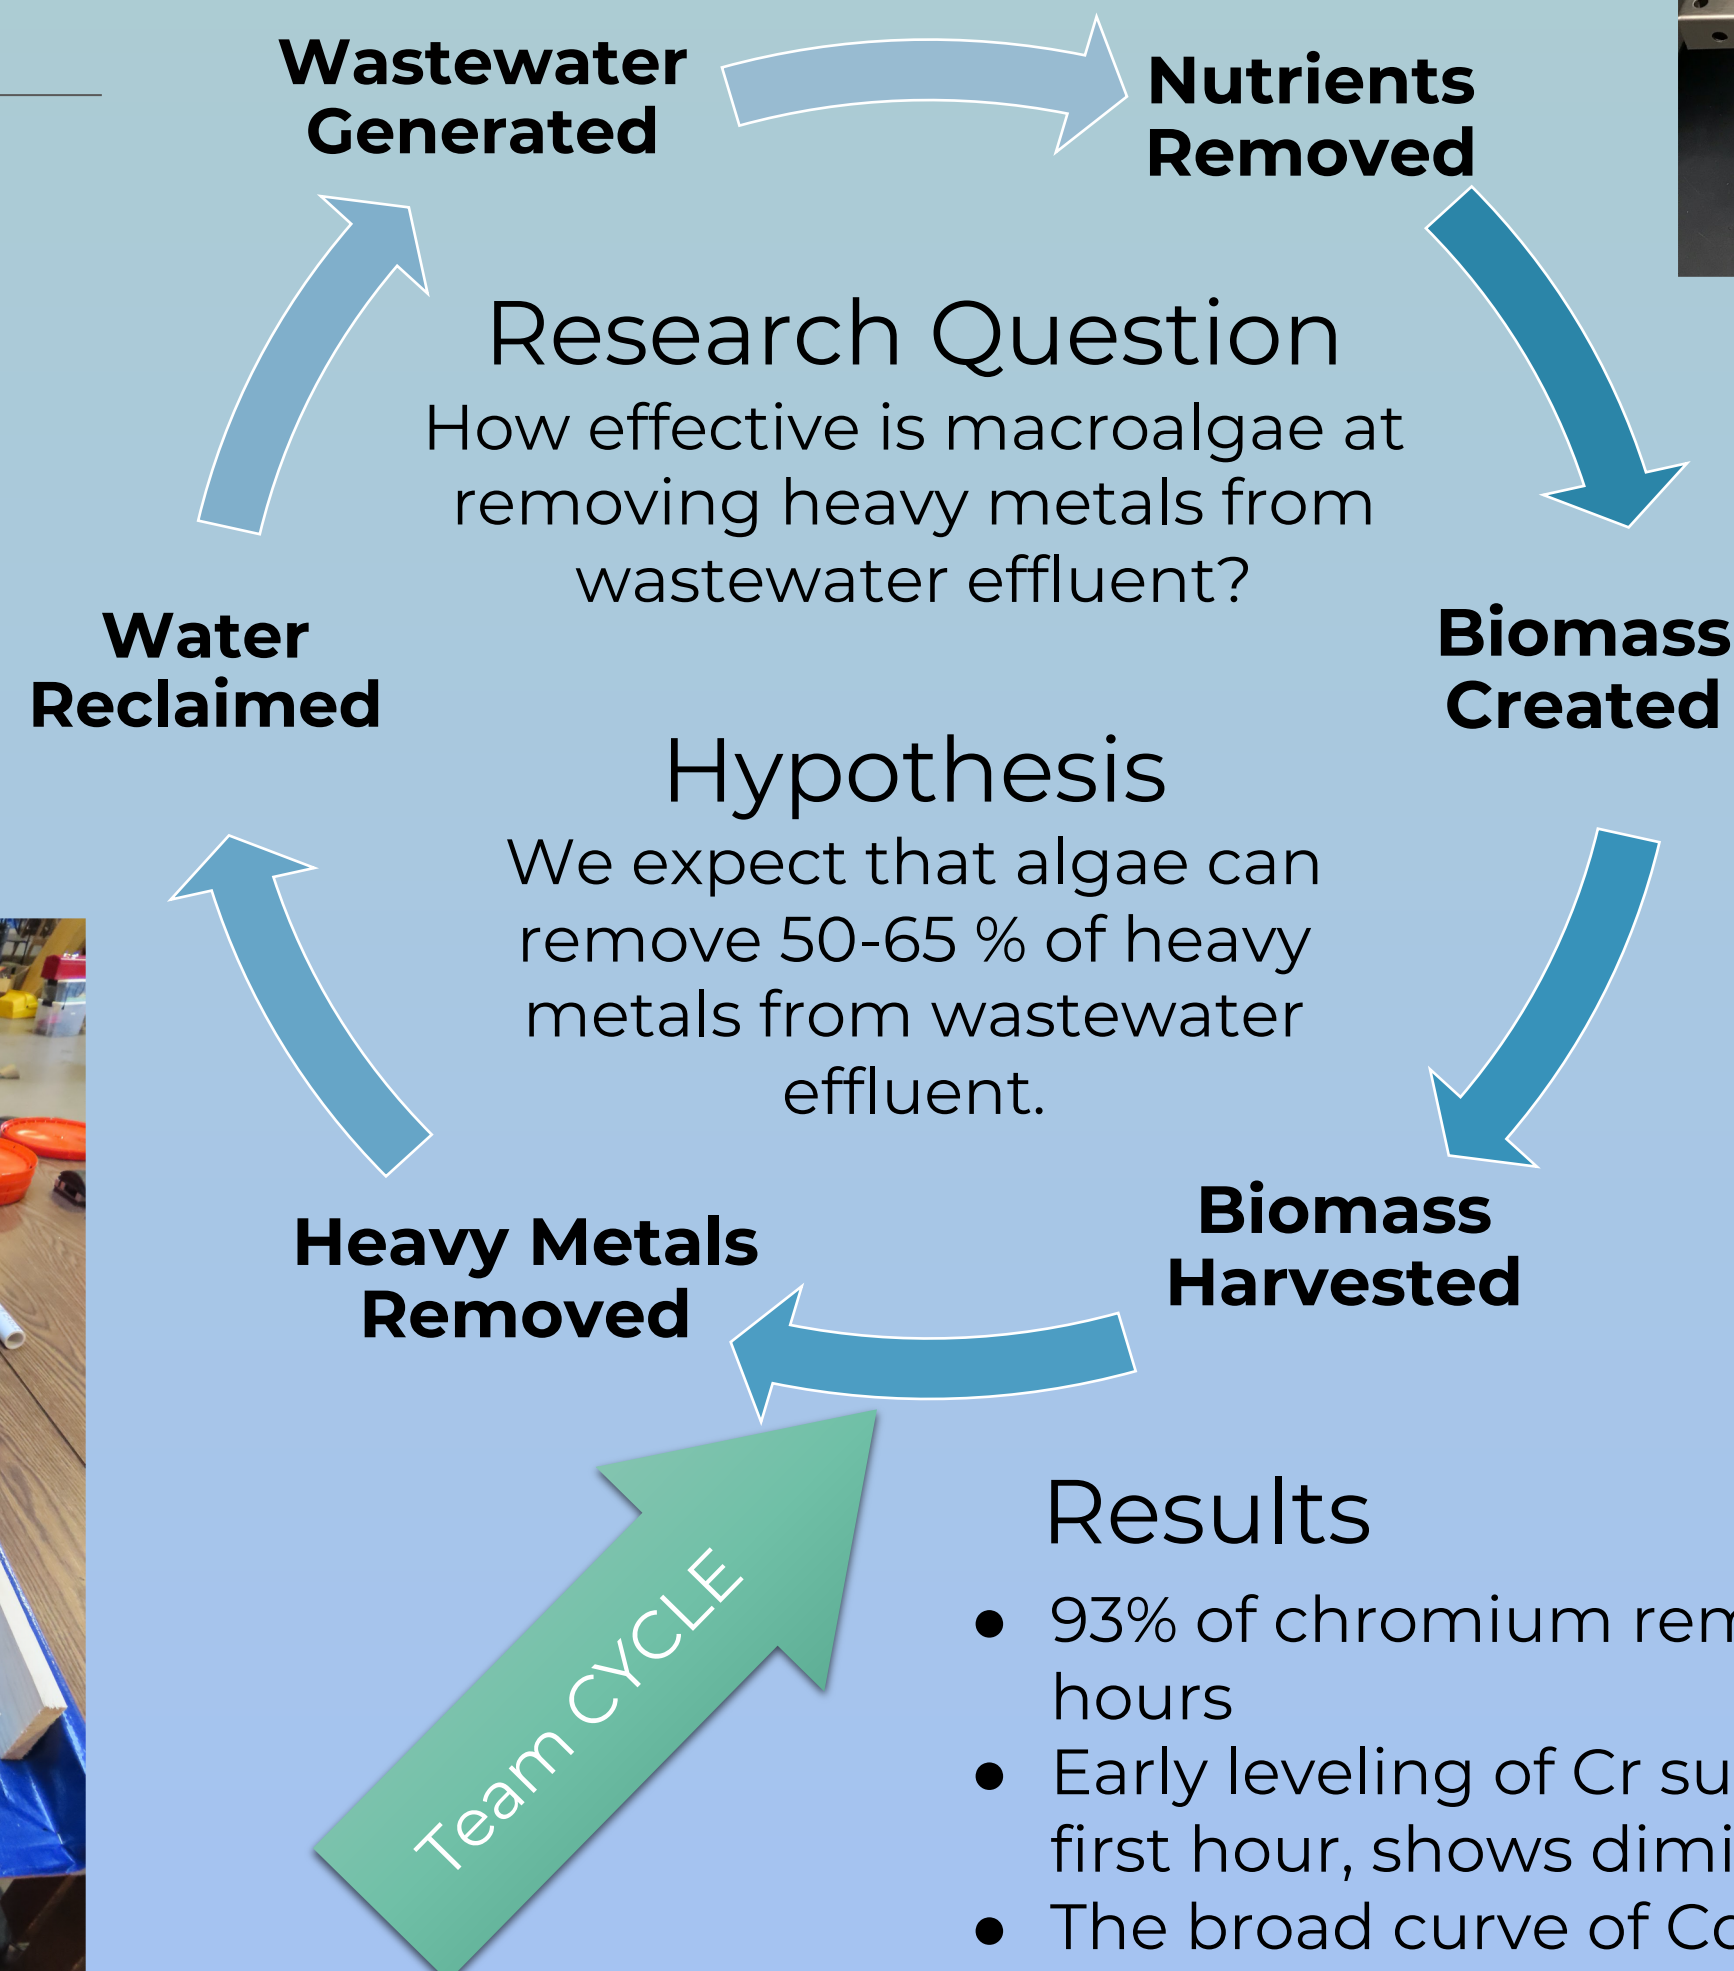 Wastewater
Generated
Nutrients
Removed
Research Question
How effective is macroalgae at
removing heavy metals from
wastewater effluent?
Water
Reclaimed
Biomass
Created
Hypothesis
We expect that algae can
remove 50-65 % of heavy
metals from wastewater
effluent.
Heavy Metals
Removed
Biomass
Harvested
Team CYCLE
Results
● 93% of chromium
hours
● Early leveling of Cr
first hour, shows
● The broad curve of